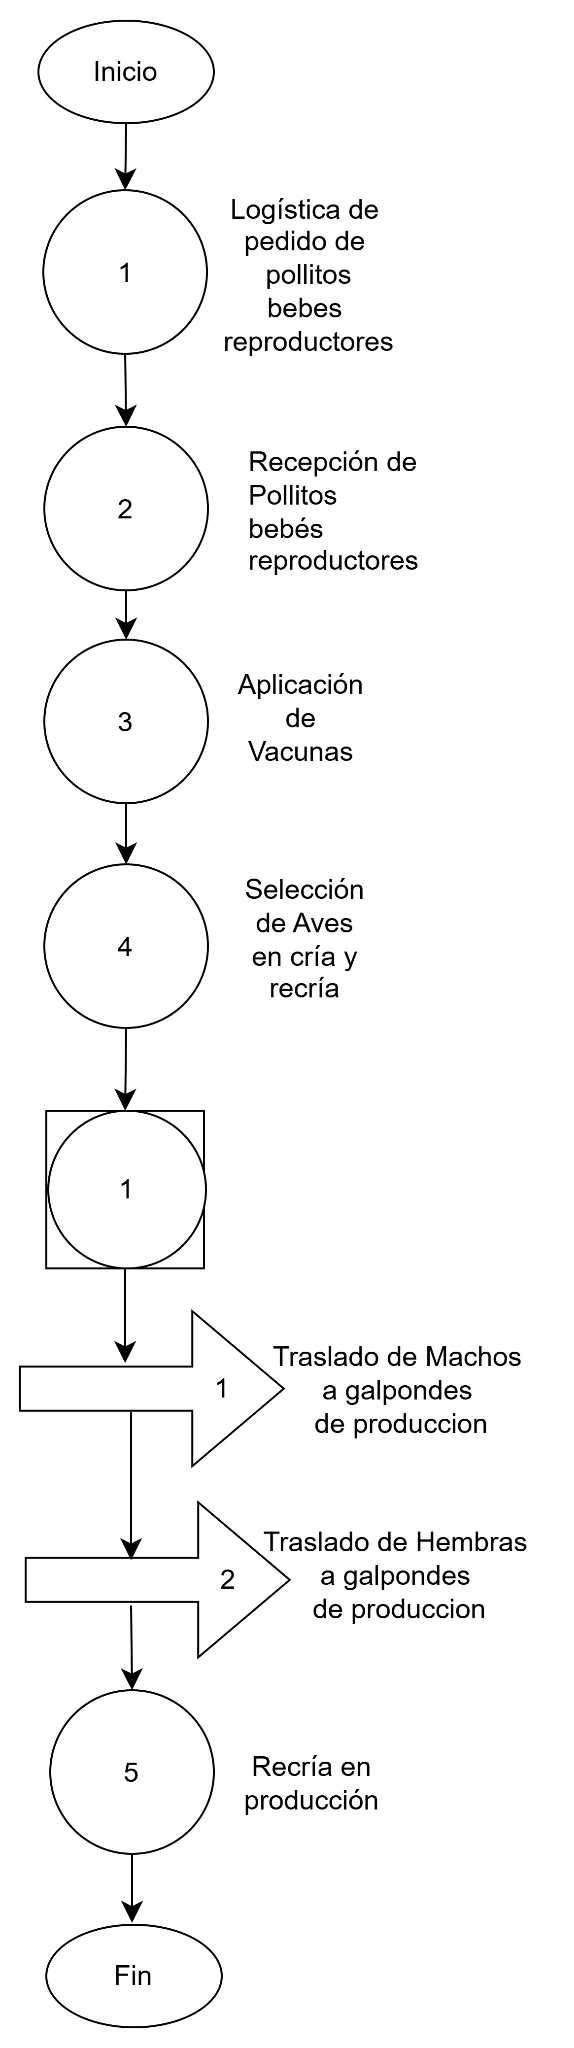 Inicio
1
Logística de
pedido de
pollitos
bebes
reproductores
2
Recepción de
Pollitos
bebés
reproductores
3
Aplicación
de
Vacunas
4
Selección
de Aves
en cría y
recría
1
1
Traslado de Machos
a galpondes
de produccion
2
Traslado de Hembras
a galpondes
de produccion
5
Recría en
producción
Fin